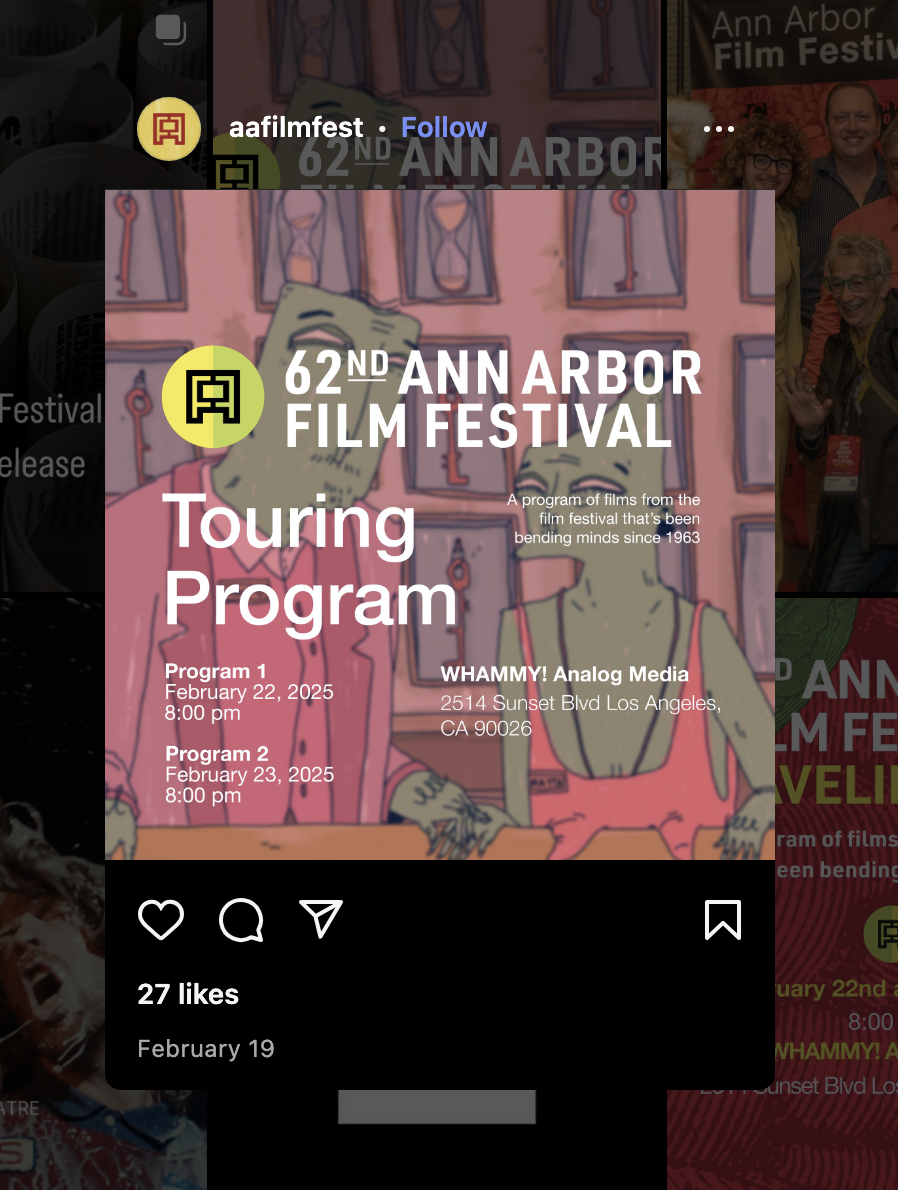 Ann Arbor
Film Festiv
aafilmfest • Follow
62ND ANN ARBOR
62ND ANN ARBOR
FILM FESTIVAL
Festival
elease
Touring
Program
A program of films from the
film festival that's been
bending minds since 1963
Program 1
February 22, 2025
8:00 pm
Program 2
February 23, 2025
8:00 pm
WHAMMY! Analog Media
2514 Sunset Blvd Los Angeles,
CA 90026
D ANN
LM FE
AVELI
ram of films
een bending
uary 22nd a
8:00
WHAMMY! A
Sunset Blvd Los
27 likes
February 19
ATRE
S